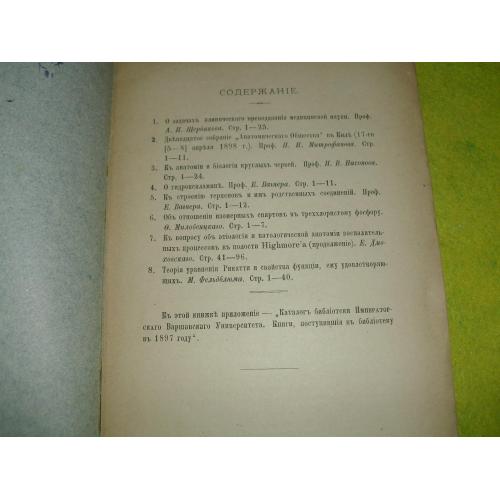 СОДЕРЖАНІЕ.
1. О задачахъ клиническаго преподаванія медицинской науки. Проф.
А. И. Щербакова. Стр. 1—25.
2. Двѣнадцатое собраніе „Анатомическаго Общества" въ Килѣ (17-го
[5—8] апрѣля 1898 г.). Проф. П. И. Митрофанова. Стр.
1—11.
3. Къ анатоміи и біологіи круглыхъ червей. Проф. Н. В. Насонова.
Стр. 1—24.
4. О гидроксиламинѣ. Проф. Е. Вагнера. Стр. 1—11.
5. Къ строенію терпеновъ и имъ родственныхъ соединеній. Проф.
Е. Вагнера. Стр. 1—12.
6. Объ отношеніи изомерныхъ спиртовъ къ треххлористому фосфору.
Ѳ. Милобендзкаго. Стр. 1—7.
7. Къ вопросу объ этіологіи и патологической анатоміи воспалитель-
ныхъ процессовъ въ полости Highmore'а (продолженіе). Е. Дмо-
ховскаго. Стр. 41—96.
8. Теорія уравненія Рикатти и свойства функціи, ему удовлетворяю-
щихъ. М. Фельдблюма. Стр. 1—40.
Къ этой книжкѣ приложеніе — „Каталогъ библіотеки Император-
скаго Варшавскаго Университета. Книги, поступившія въ библіотеку
въ 1897 году".